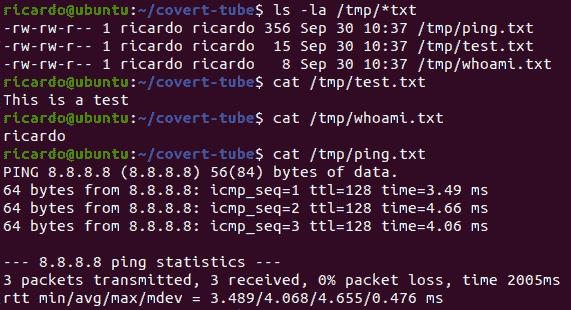 ricardo@ubuntu:~/covert-tube$ ls -la /tmp/*txt
-rw-rw-r-- 1 ricardo ricardo 356 Sep 30 10:37 /tmp/ping.txt
-rw-rw-r-- 1 ricardo ricardo  15 Sep 30 10:37 /tmp/test.txt
-rw-rw-r-- 1 ricardo ricardo   8 Sep 30 10:37 /tmp/whoami.txt
ricardo@ubuntu:~/covert-tube$ cat /tmp/test.txt
This is a test
ricardo@ubuntu:~/covert-tube$ cat /tmp/whoami.txt
ricardo
ricardo@ubuntu:~/covert-tube$ cat /tmp/ping.txt
PING 8.8.8.8 (8.8.8.8) 56(84) bytes of data.
64 bytes from 8.8.8.8: icmp_seq=1 ttl=128 time=3.49 ms
64 bytes from 8.8.8.8: icmp_seq=2 ttl=128 time=4.66 ms
64 bytes from 8.8.8.8: icmp_seq=3 ttl=128 time=4.06 ms

--- 8.8.8.8 ping statistics ---
3 packets transmitted, 3 received, 0% packet loss, time 2005ms
rtt min/avg/max/mdev = 3.489/4.068/4.655/0.476 ms